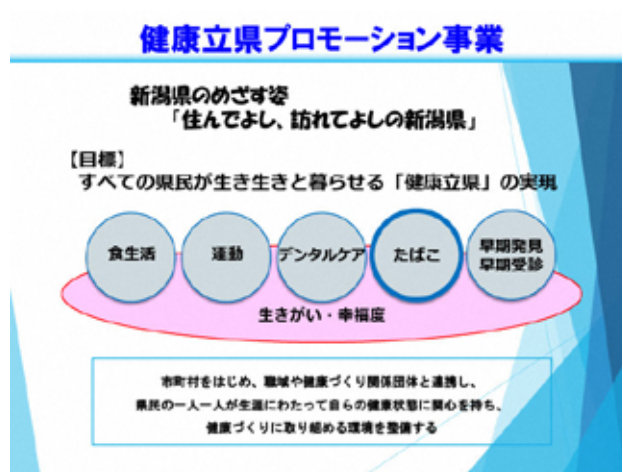 健康立県プロモーション事業
新潟県のめざす姿
「住んでよし、訪れてよしの新潟県」
【目標】
すべての県民が生き生きと暮らせる「健康立県」の実現
食生活
運動
デンタルケア
たばこ
早期発見
早期受診
生きがい・幸福度
市町村をはじめ、職域や健康づくり関係団体と連携し、
県民の一人一人が生涯にわたって自らの健康状態に関心を持ち、
健康づくりに取り組める環境を整備する